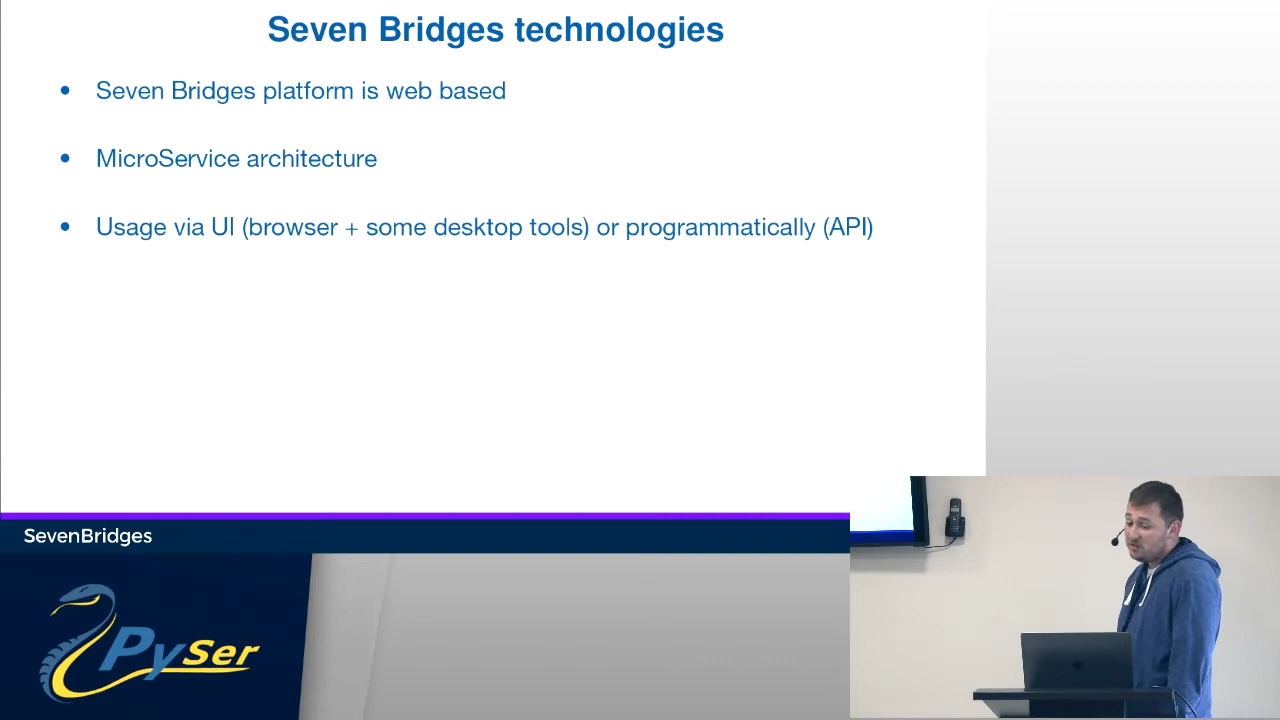 Seven Bridges technologies
• Seven Bridges platform is web based
• MicroService architecture
• Usage via UI (browser + some desktop tools) or programmatically (API)
SevenBridges
PySer